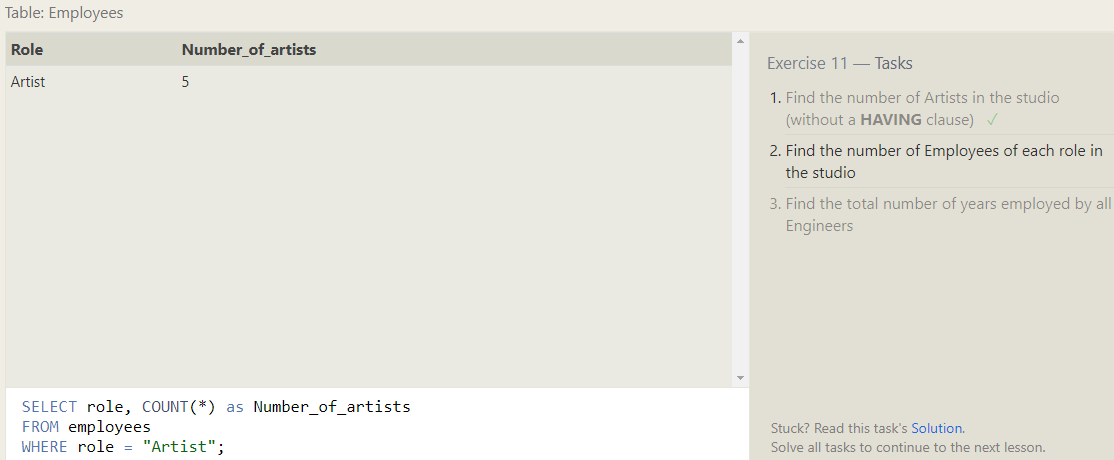 Table: Employees
Role Number_of_artists
Artist 5
SELECT role, COUNT(*) as Number_of_artists
FROM employees
WHERE role = "Artist";
Exercise 11 — Tasks
1. Find the number of Artists in the studio
(without a HAVING clause) ✓
2. Find the number of Employees of each role in
the studio
3. Find the total number of years employed by all
Engineers
Stuck? Read this task's Solution.
Solve all tasks to continue to the next lesson.